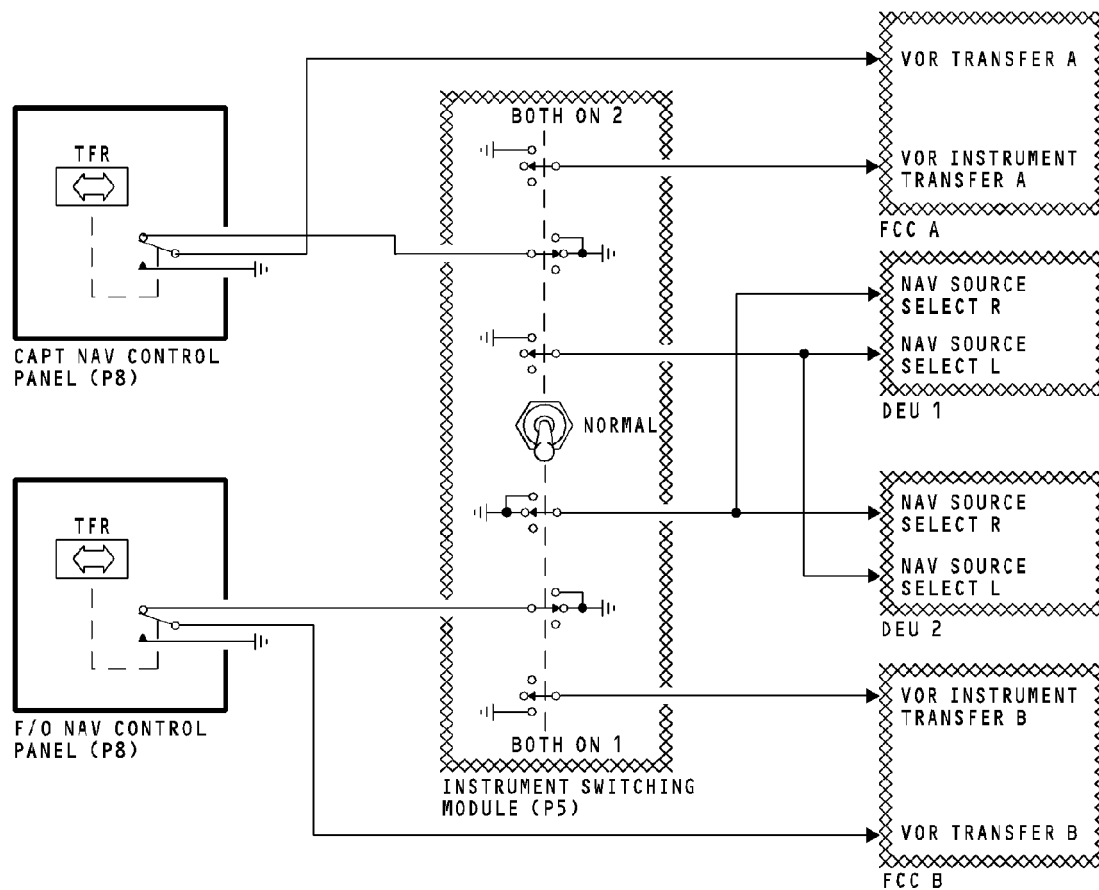 TFR
CAPT NAV CONTROL
PANEL (P8)
TFR
F/O NAV CONTROL
PANEL (P8)
BOTH ON 2
NORMAL
BOTH ON 1
INSTRUMENT SWITCHING
MODULE (P5)
VOR TRANSFER A
VOR INSTRUMENT
TRANSFER A
FCC A
NAV SOURCE
SELECT R
NAV SOURCE
SELECT L
DEU 1
NAV SOURCE
SELECT R
NAV SOURCE
SELECT L
DEU 2
VOR INSTRUMENT
TRANSFER B
VOR TRANSFER B
FCC B